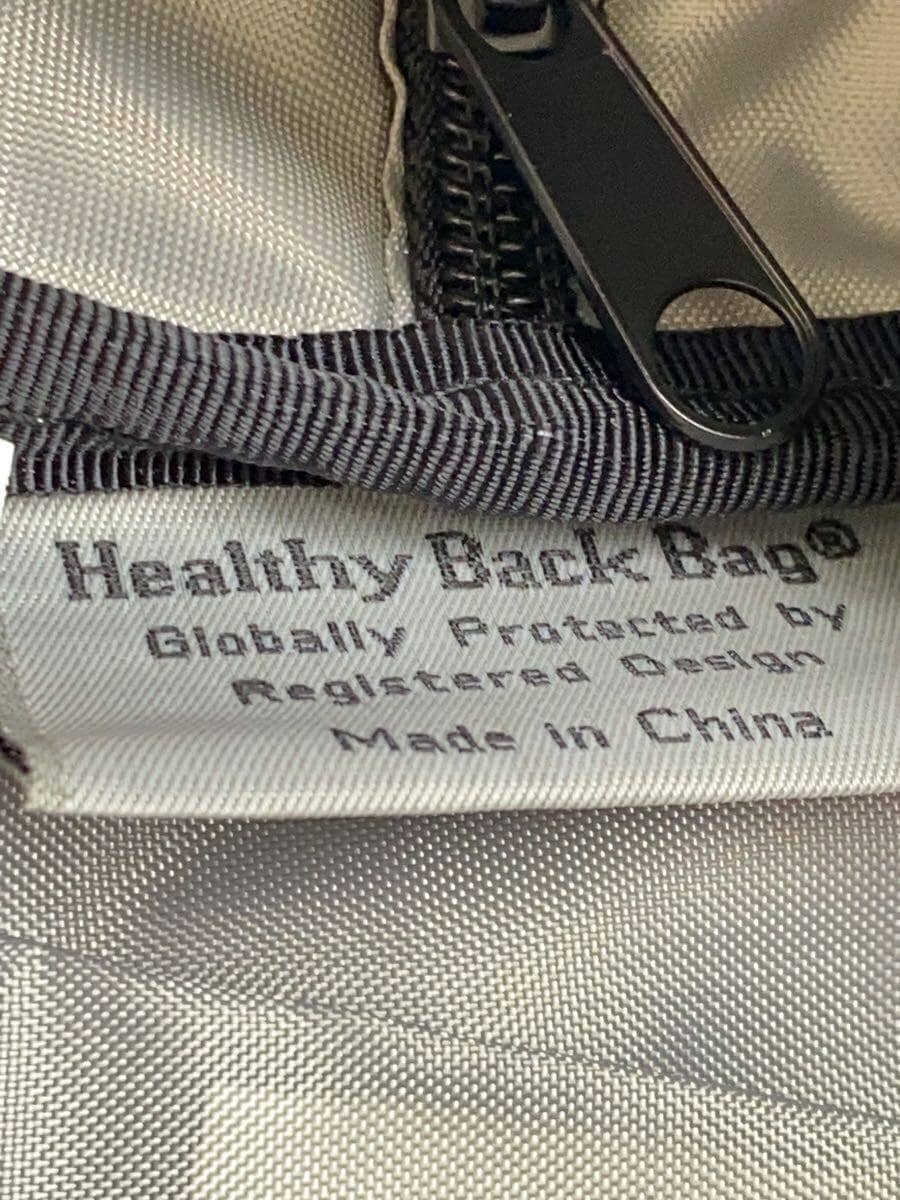 Healthy Back Bag®
Globally Protected by
Registered Design
Made in China